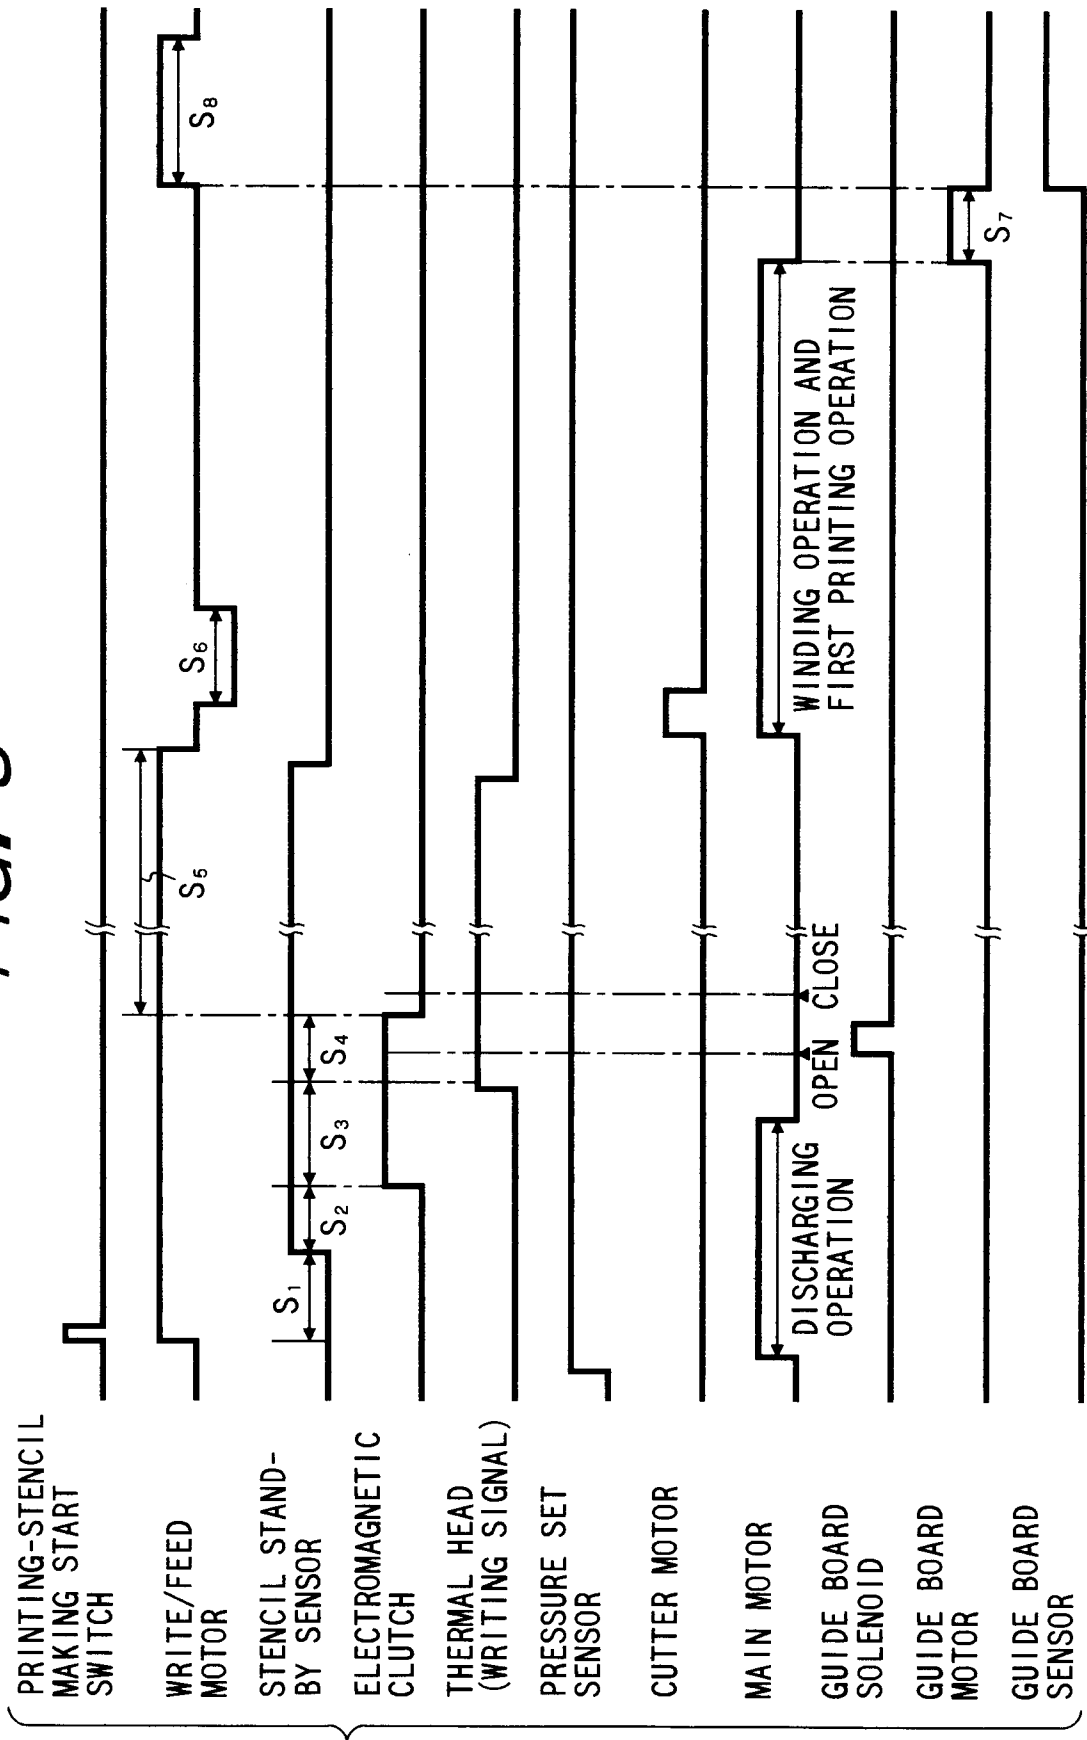 PRINTING-STENCIL
MAKING START
SWITCH
WRITE/FEED
MOTOR
STENCIL STAND-
BY SENSOR
ELECTROMAGNETIC
CLUTCH
THERMAL HEAD
(WRITING SIGNAL)
PRESSURE SET
SENSOR
CUTTER MOTOR
MAIN MOTOR
GUIDE BOARD
SOLENOID
GUIDE BOARD
MOTOR
GUIDE BOARD
SENSOR
S5
S6
S8
S1
S2
S3
S4
DISCHARGING
OPERATION
OPEN
CLOSE
WINDING OPERATION AND
FIRST PRINTING OPERATION
S7